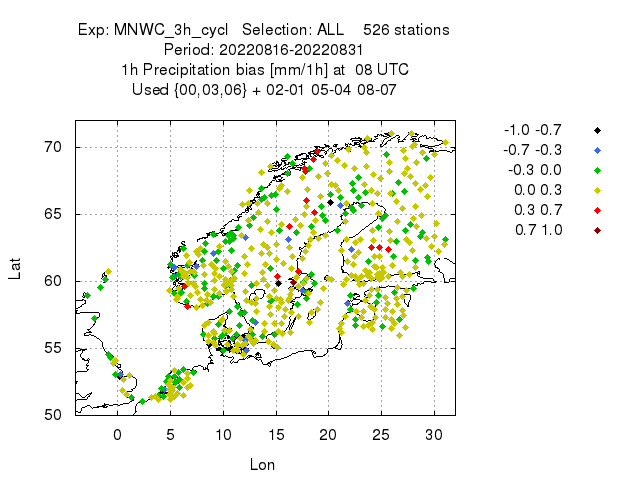 Exp: MNWC_3h_cycl   Selection: ALL    526 stations
Period: 20220816-20220831
1h Precipitation bias [mm/1h] at  08 UTC
Used {00,03,06} + 02-01 05-04 08-07
-1.0 -0.7
-0.7 -0.3
-0.3 0.0
0.0 0.3
0.3 0.7
0.7 1.0
70
65
60
55
50
Lat
0 5 10 15 20 25 30
Lon